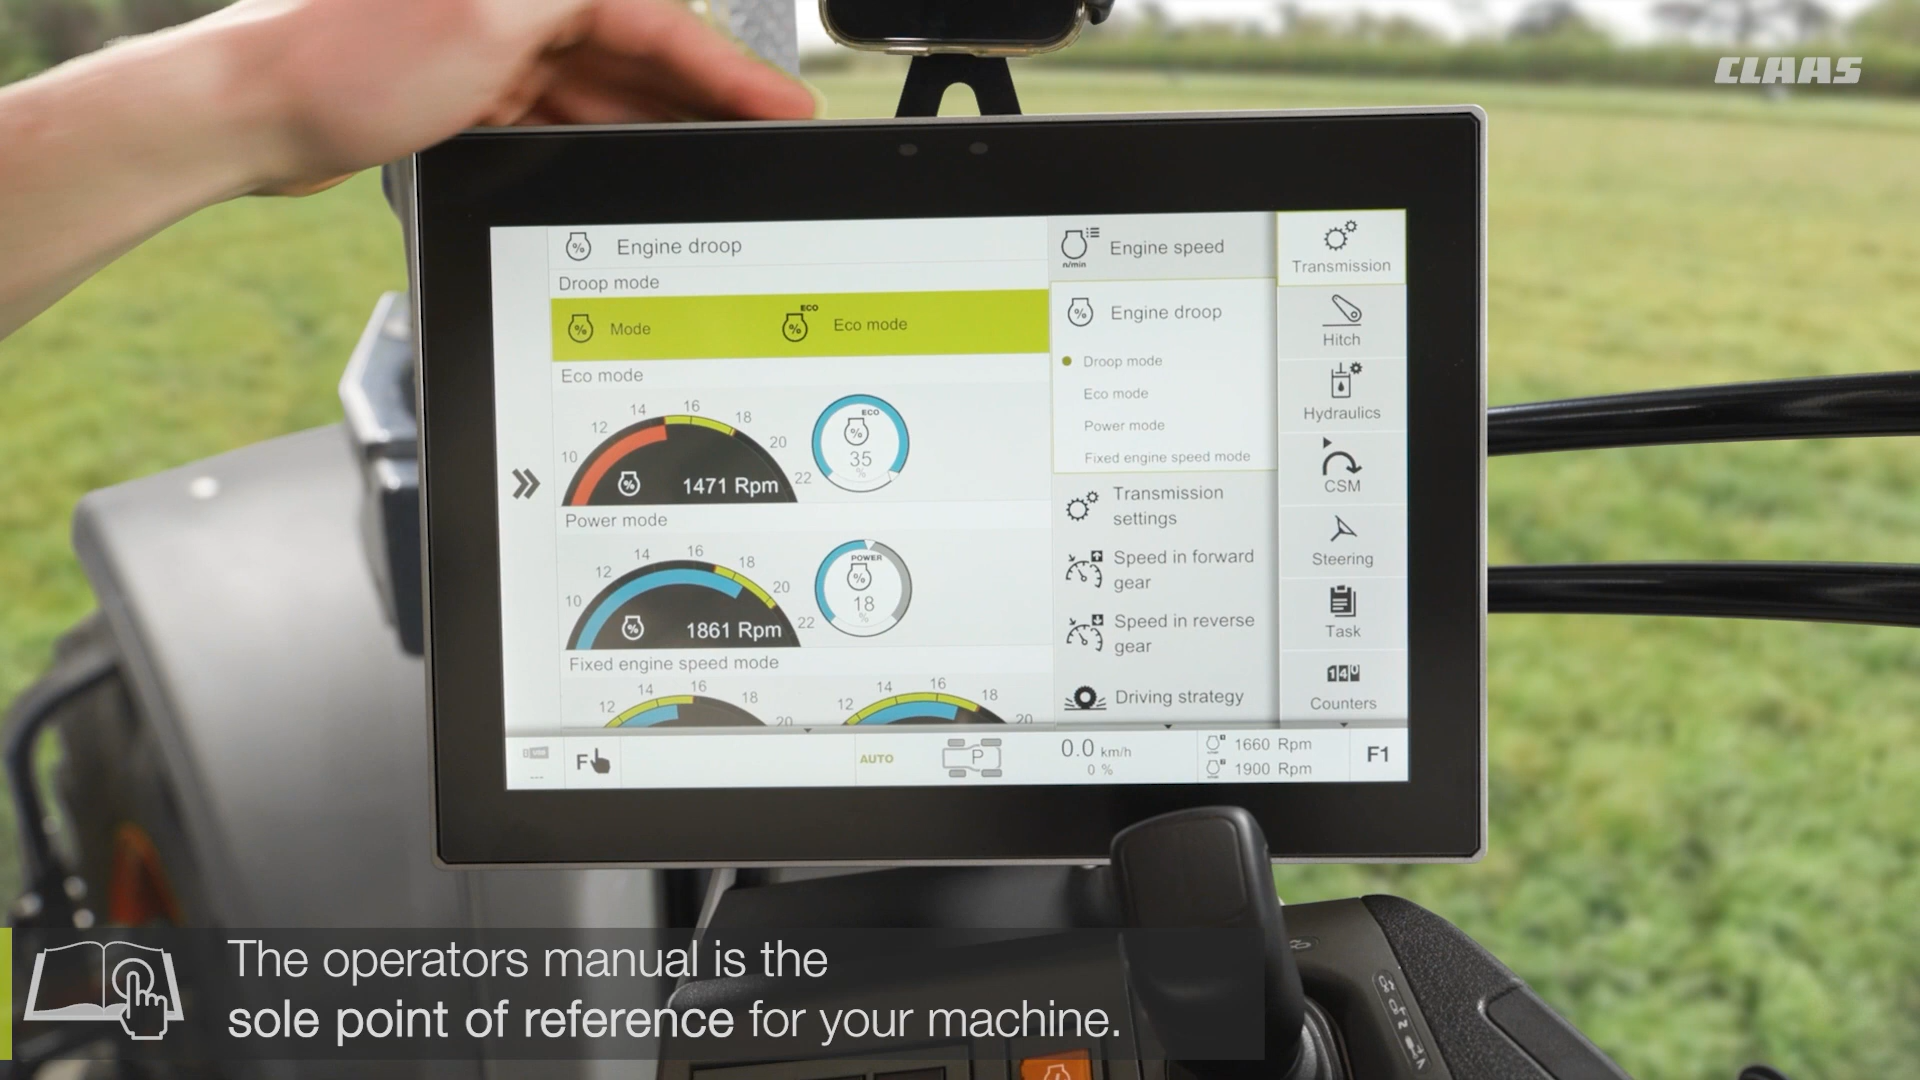 CLAAS
Engine droop
Droop mode
Mode
ECO
Eco mode
Eco mode
10 12 14 16 18 20 22
%
1471 Rpm
ECO
%
35
%
Power mode
10 12 14 16 18 20 22
%
1861 Rpm
POWER
%
18
%
Fixed engine speed mode
12 14 16 18 20
12 14 16 18 20
Engine speed
n/min
Engine droop
Droop mode
Eco mode
Power mode
Fixed engine speed mode
Transmission
settings
Speed in forward
gear
Speed in reverse
gear
Driving strategy
Transmission
Hitch
Hydraulics
CSM
Steering
Task
Counters
F
AUTO
P
0.0 km/h
0 %
1660 Rpm
1900 Rpm
F1
The operators manual is the
sole point of reference for your machine.